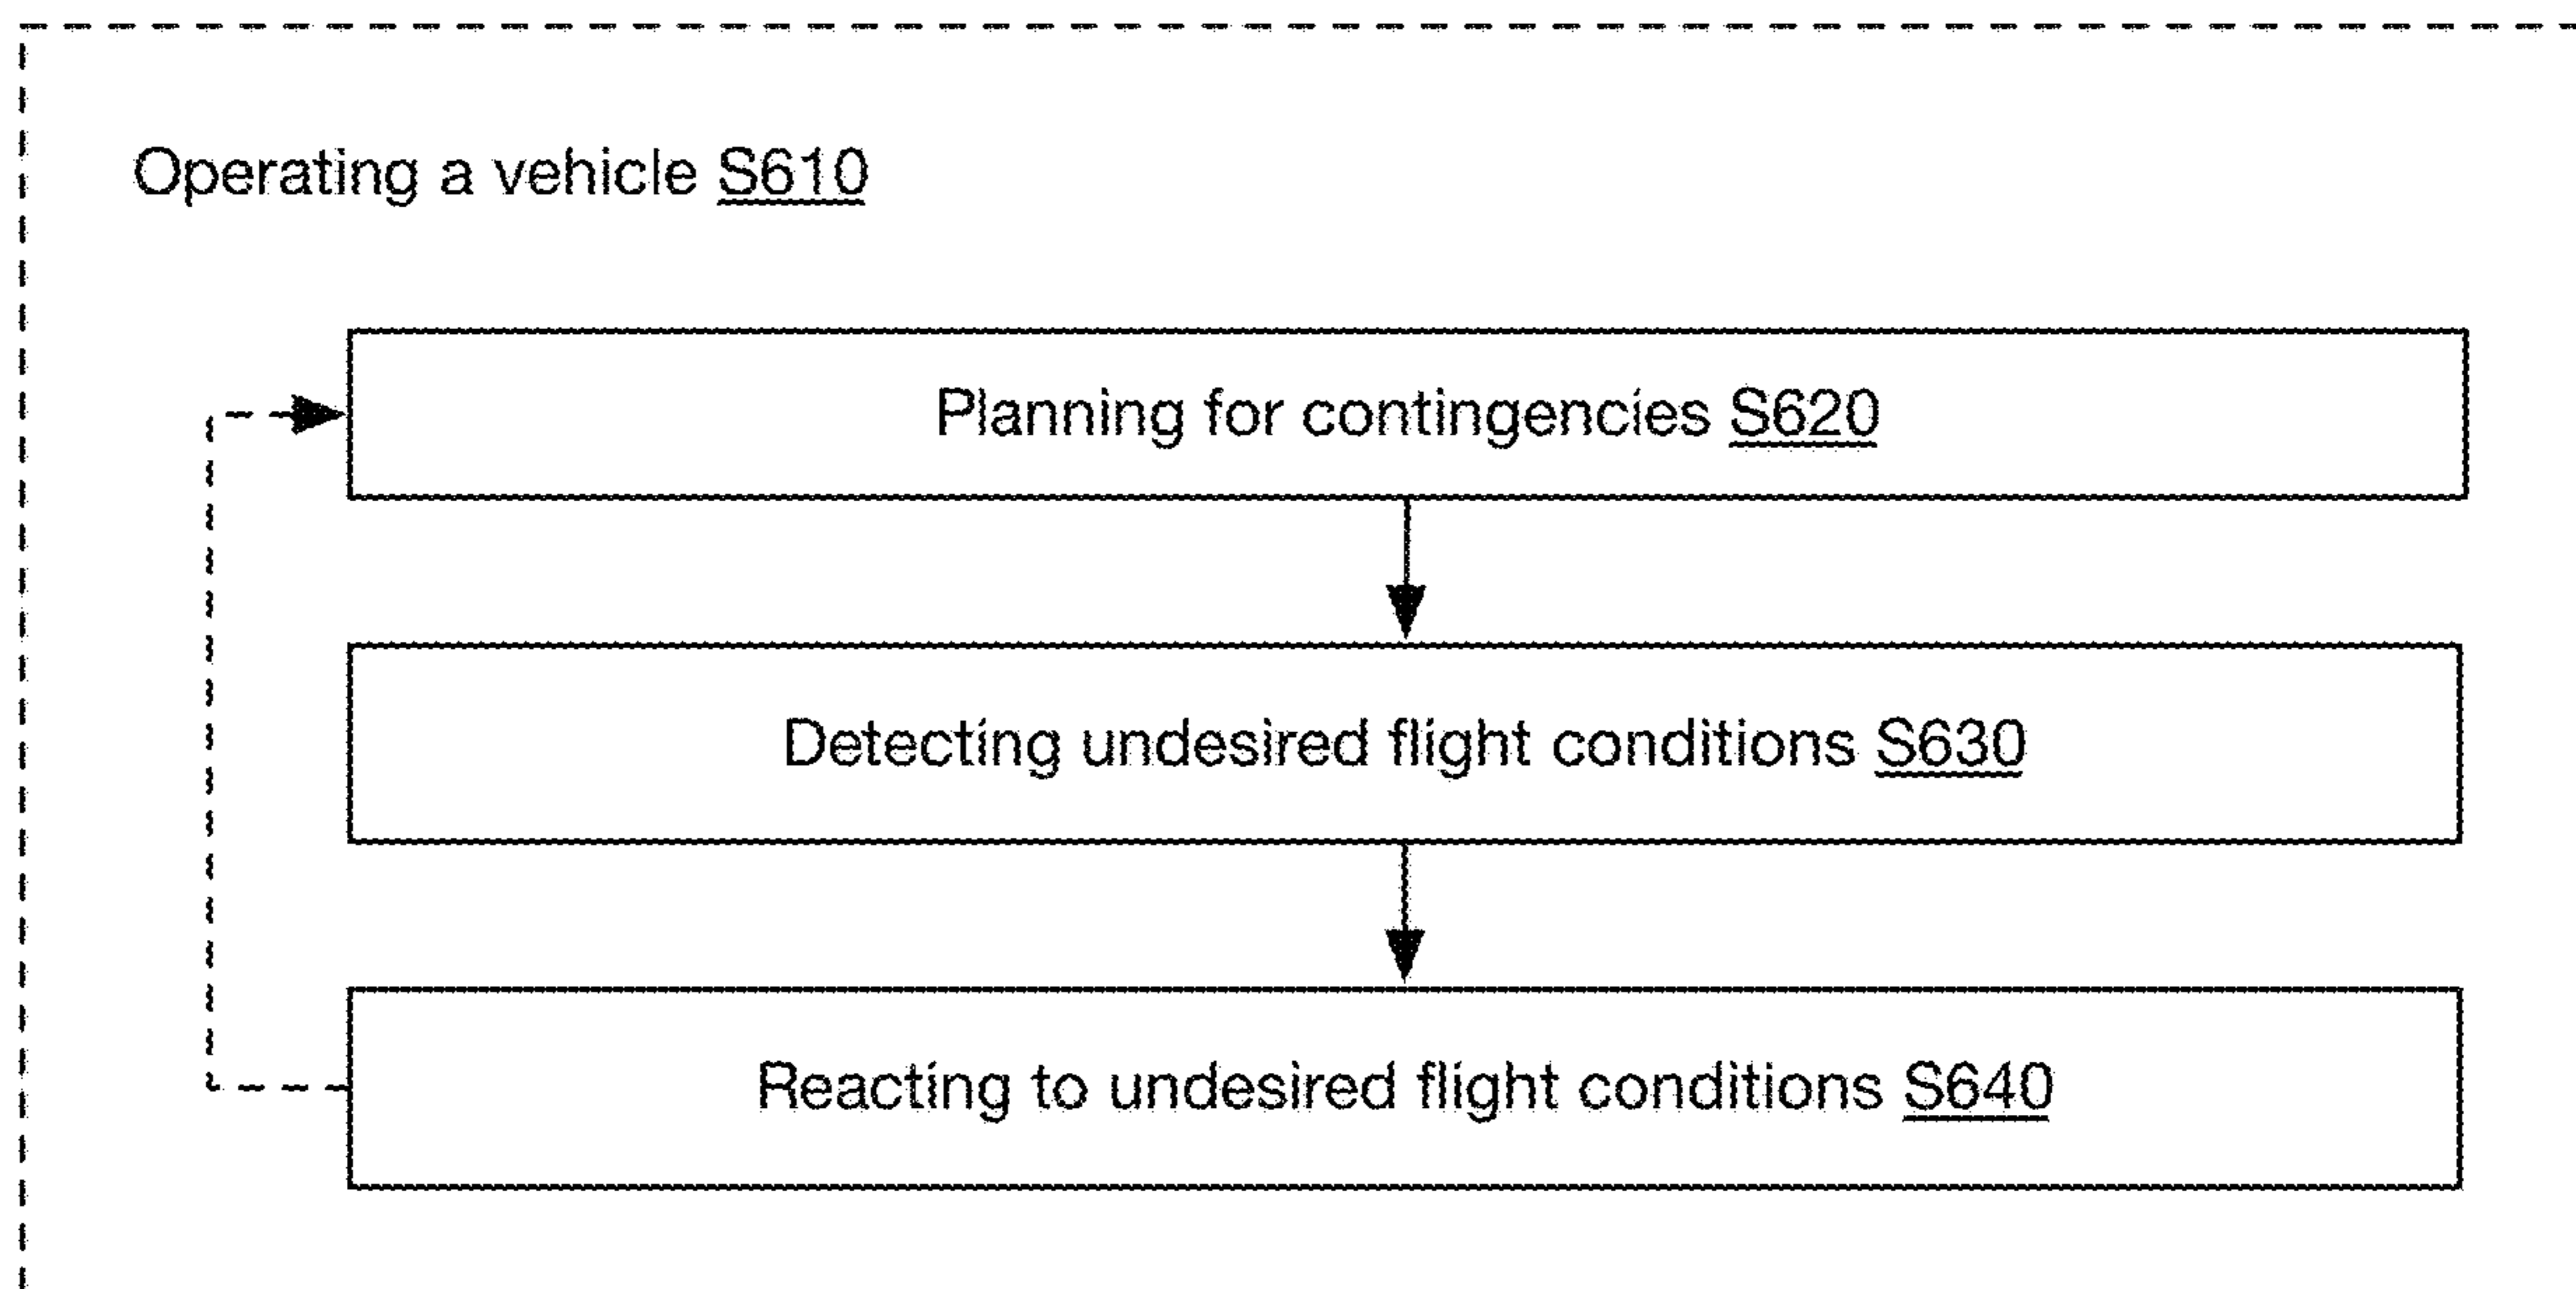 Operating a vehicle S610
Planning for contingencies S620
Detecting undesired flight conditions S630
Reacting to undesired flight conditions S640